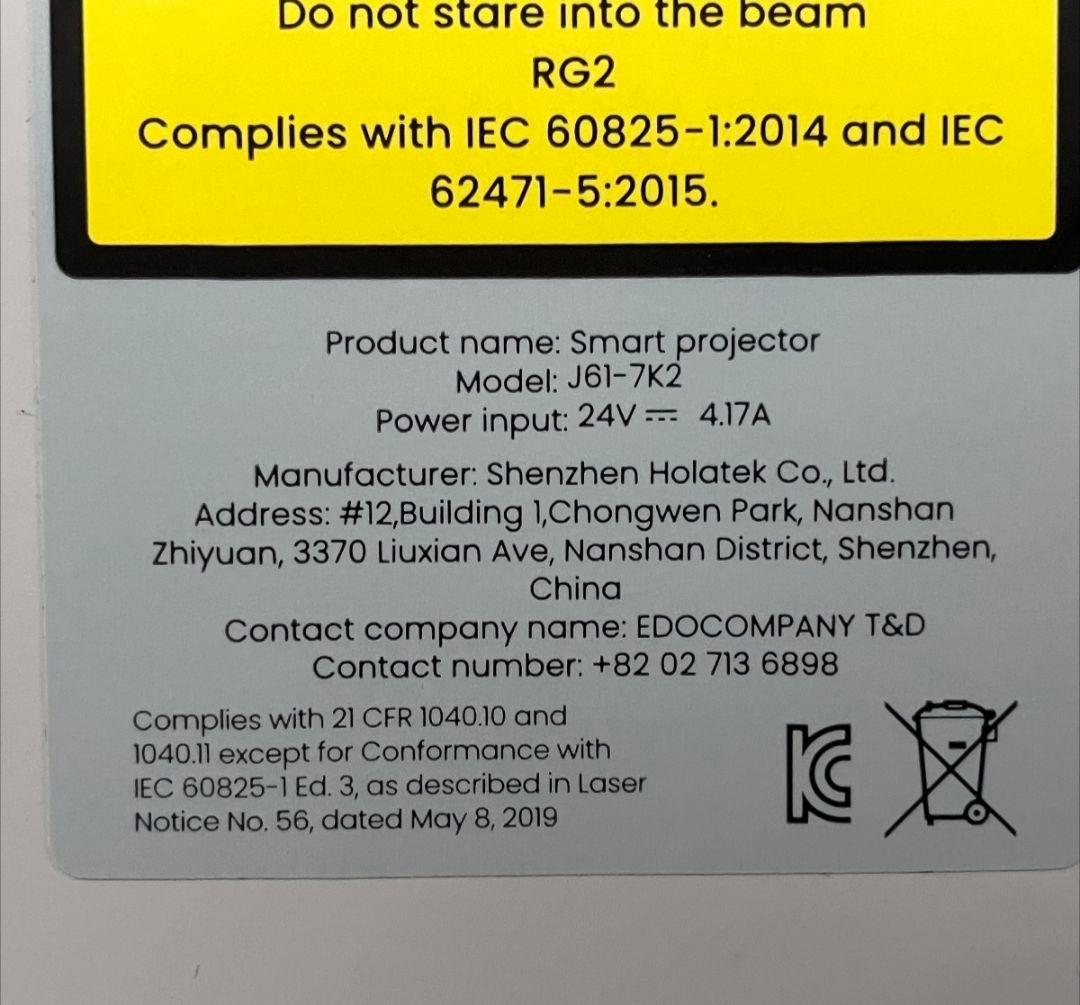 Do not stare into the beam
RG2
Complies with IEC 60825-1:2014 and IEC
62471-5:2015.
Product name: Smart projector
Model: J61-7K2
Power input: 24V ⎓ 4.17A
Manufacturer: Shenzhen Holatek Co., Ltd.
Address: #12,Building 1,Chongwen Park, Nanshan
Zhiyuan, 3370 Liuxian Ave, Nanshan District, Shenzhen,
China
Contact company name: EDOCOMPANY T&D
Contact number: +82 02 713 6898
Complies with 21 CFR 1040.10 and
1040.11 except for Conformance with
IEC 60825-1 Ed. 3, as described in Laser
Notice No. 56, dated May 8, 2019
KC